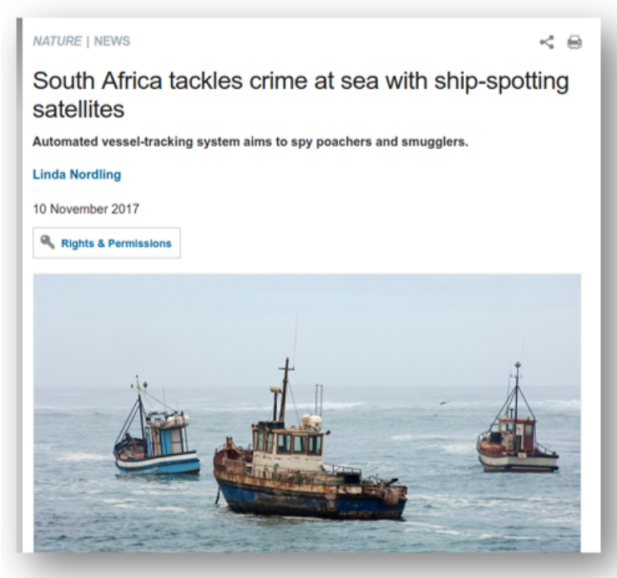 NATURE | NEWS
South Africa tackles crime at sea with ship-spotting
satellites
Automated vessel-tracking system aims to spy poachers and smugglers.
Linda Nordling
10 November 2017
Rights & Permissions